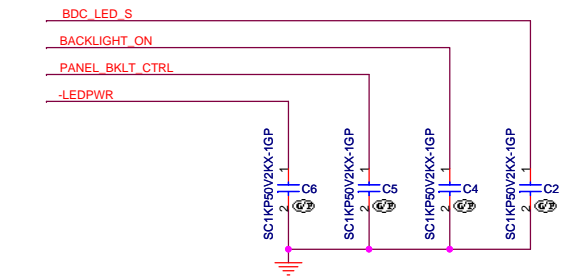 BDC_LED_S
BACKLIGHT_ON
PANEL_BKLT_CTRL
-LEDPWR
SC1KP50V2KX-1GP
1
2
C6
G/P
SC1KP50V2KX-1GP
1
2
C5
G/P
SC1KP50V2KX-1GP
1
2
C4
G/P
SC1KP50V2KX-1GP
1
2
C2
G/P